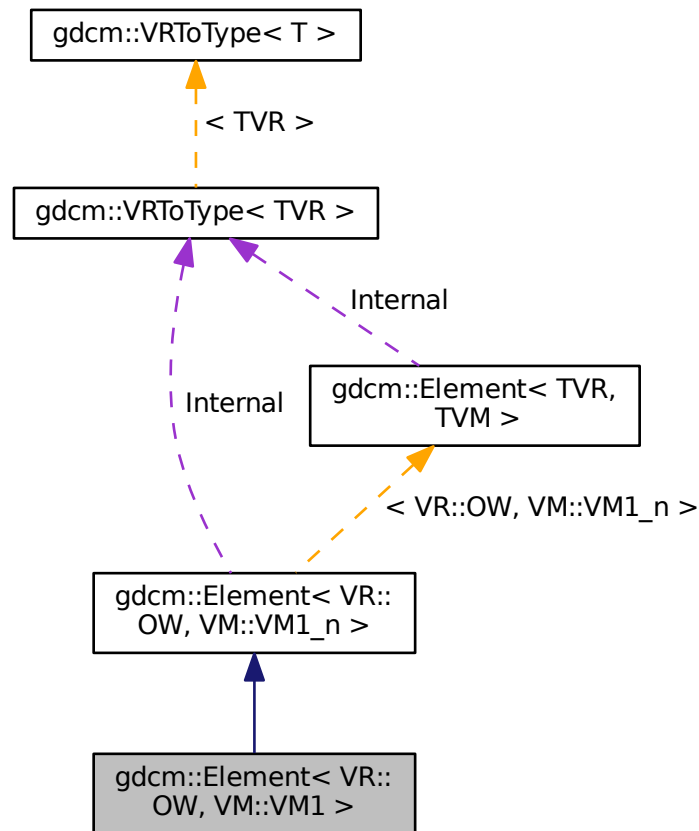 gdcm::VRToType< T >
< TVR >
gdcm::VRToType< TVR >
Internal
Internal
gdcm::Element< TVR,
TVM >
< VR::OW, VM::VM1_n >
gdcm::Element< VR::
OW, VM::VM1_n >
gdcm::Element< VR::
OW, VM::VM1 >